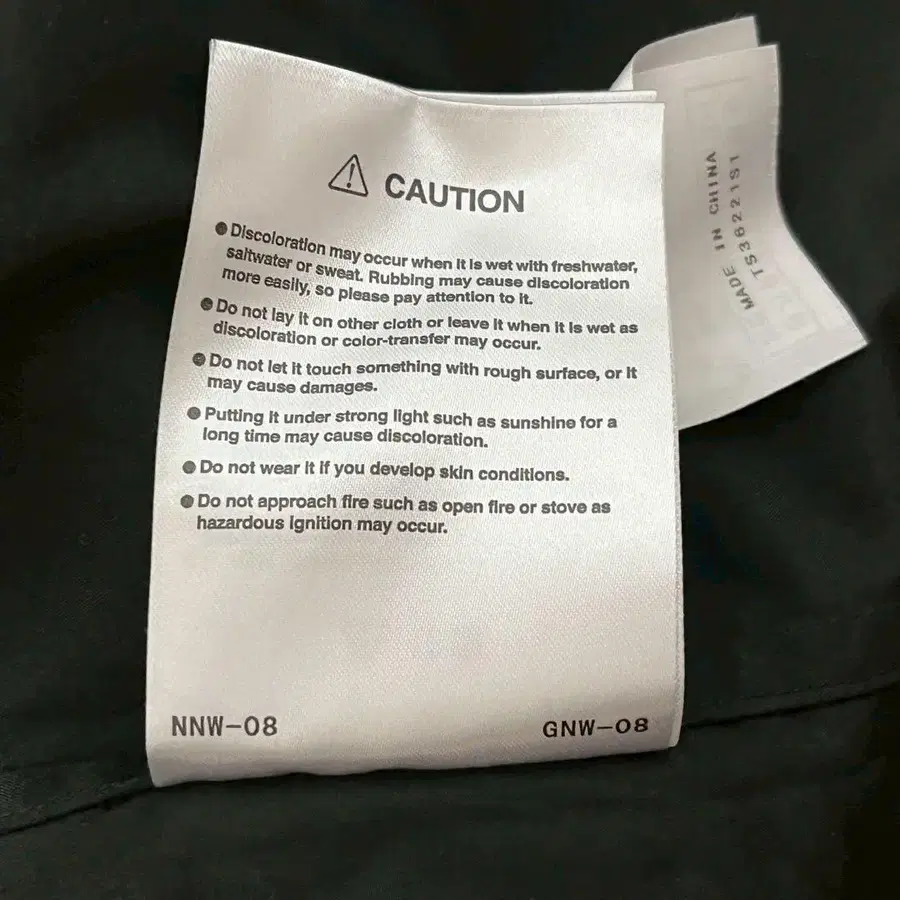 ⚠ CAUTION
●Discoloration may occur when it is wet with freshwater,
saltwater or sweat. Rubbing may cause discoloration
more easily, so please pay attention to it.
●Do not lay it on other cloth or leave it when it is wet as
discoloration or color-transfer may occur.
●Do not let it touch something with rough surface, or it
may cause damages.
●Putting it under strong light such as sunshine for a
long time may cause discoloration.
●Do not wear it if you develop skin conditions.
●Do not approach fire such as open fire or stove as
hazardous ignition may occur.
NNW-08
GNW-08
MADE IN CHINA
TS36221S1